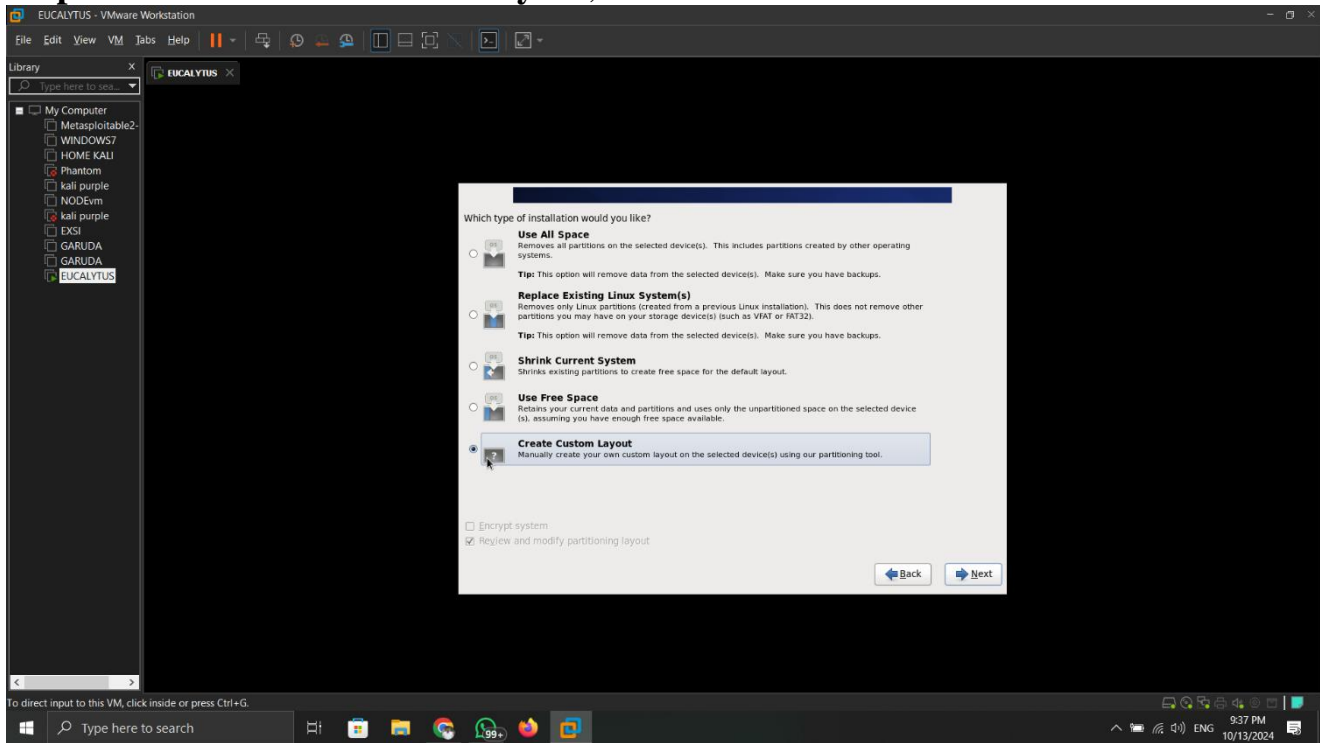 EUCALYTUS - VMware Workstation
File Edit View VM Tabs Help
Library X
Type here to sea...
EUCALYTUS
My Computer
Metasploitable2-
WINDOWS7
HOME KALI
Phantom
kali purple
NODEvm
kali purple
EXSI
GARUDA
GARUDA
EUCALYTUS
Which type of installation would you like?
Use All Space
Removes all partitions on the selected device(s). This includes partitions created by other operating
systems.
Tip: This option will remove data from the selected device(s). Make sure you have backups.
Replace Existing Linux System(s)
Removes only Linux partitions (created from a previous Linux installation). This does not remove other
partitions you may have on your storage device(s) (such as VFAT or FAT32).
Tip: This option will remove data from the selected device(s). Make sure you have backups.
Shrink Current System
Shrinks existing partitions to create free space for the default layout.
Use Free Space
Retains your current data and partitions and uses only the unpartitioned space on the selected device
(s), assuming you have enough free space available.
Create Custom Layout
Manually create your own custom layout on the selected device(s) using our partitioning tool.
Encrypt system
Review and modify partitioning layout
Back Next
To direct input to this VM, click inside or press Ctrl+G.
Type here to search
99+
ENG
9:37 PM
10/13/2024